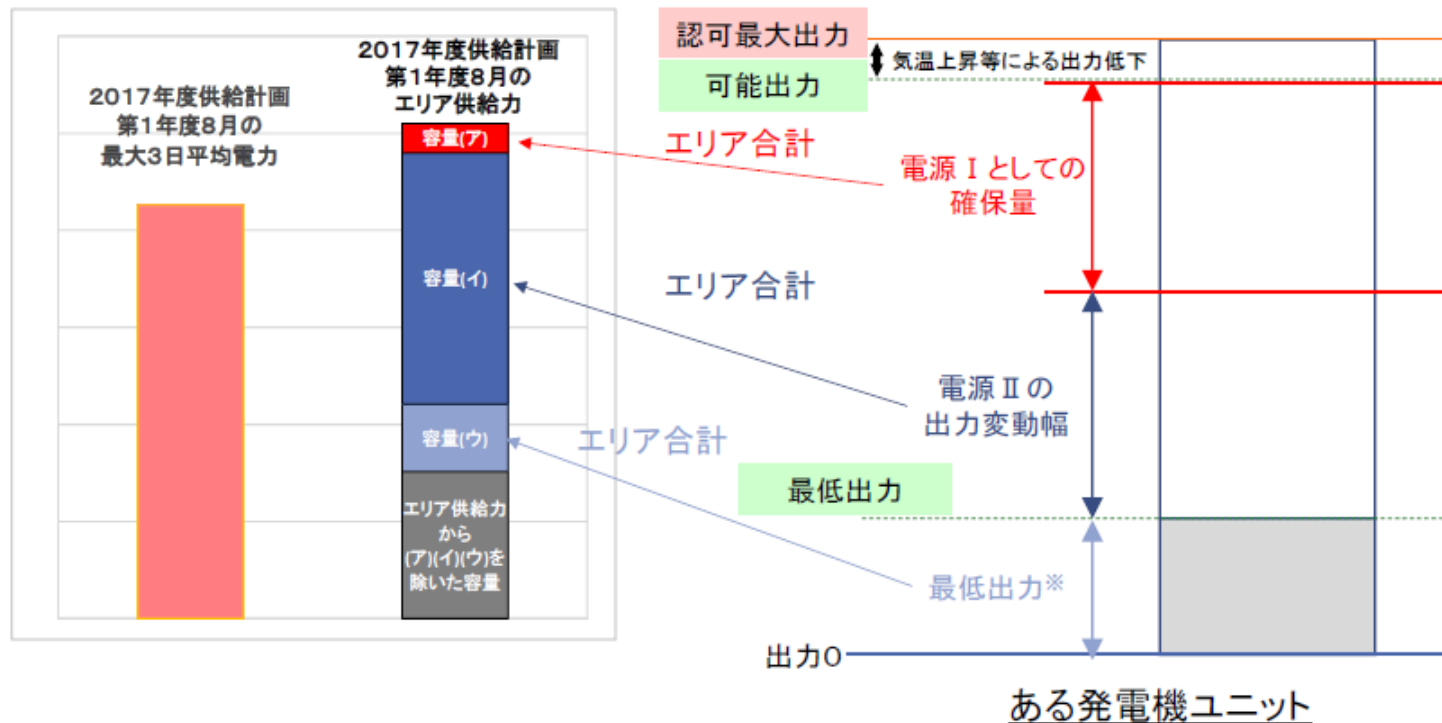 2017年度供給計画
第1年度8月の
最大3日平均電力
2017年度供給計画
第1年度8月の
エリア供給力
容量(ア)
容量(イ)
容量(ウ)
エリア供給力
から
(ア)(イ)(ウ)を
除いた容量
エリア合計
エリア合計
エリア合計
認可最大出力
気温上昇等による出力低下
可能出力
電源Ⅰとしての
確保量
電源Ⅱの
出力変動幅
最低出力
最低出力※
出力0
ある発電機ユニット